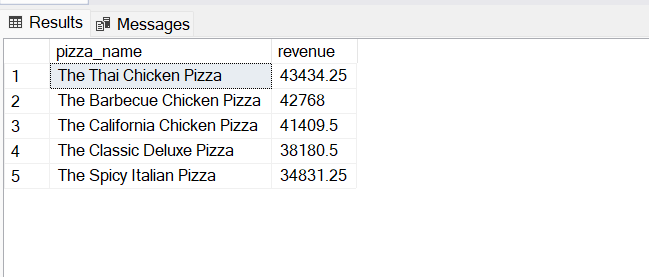 Results Messages
pizza_name revenue
1 The Thai Chicken Pizza 43434.25
2 The Barbecue Chicken Pizza 42768
3 The California Chicken Pizza 41409.5
4 The Classic Deluxe Pizza 38180.5
5 The Spicy Italian Pizza 34831.25